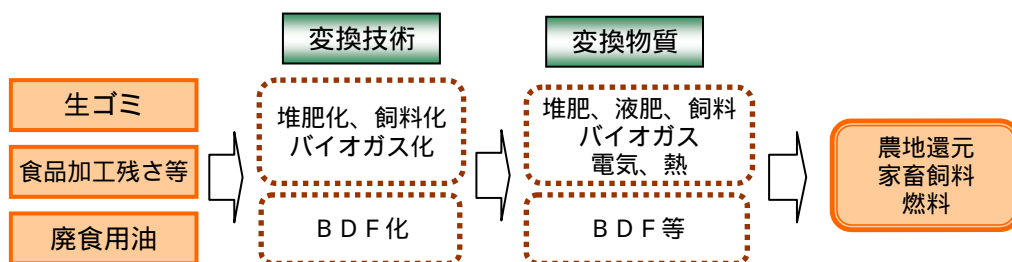 変換技術
変換物質
生ゴミ
食品加工残さ等
廃食用油
堆肥化、飼料化
バイオガス化
ＢＤＦ化
堆肥、液肥、飼料
バイオガス
電気、熱
ＢＤＦ等
農地還元
家畜飼料
燃料